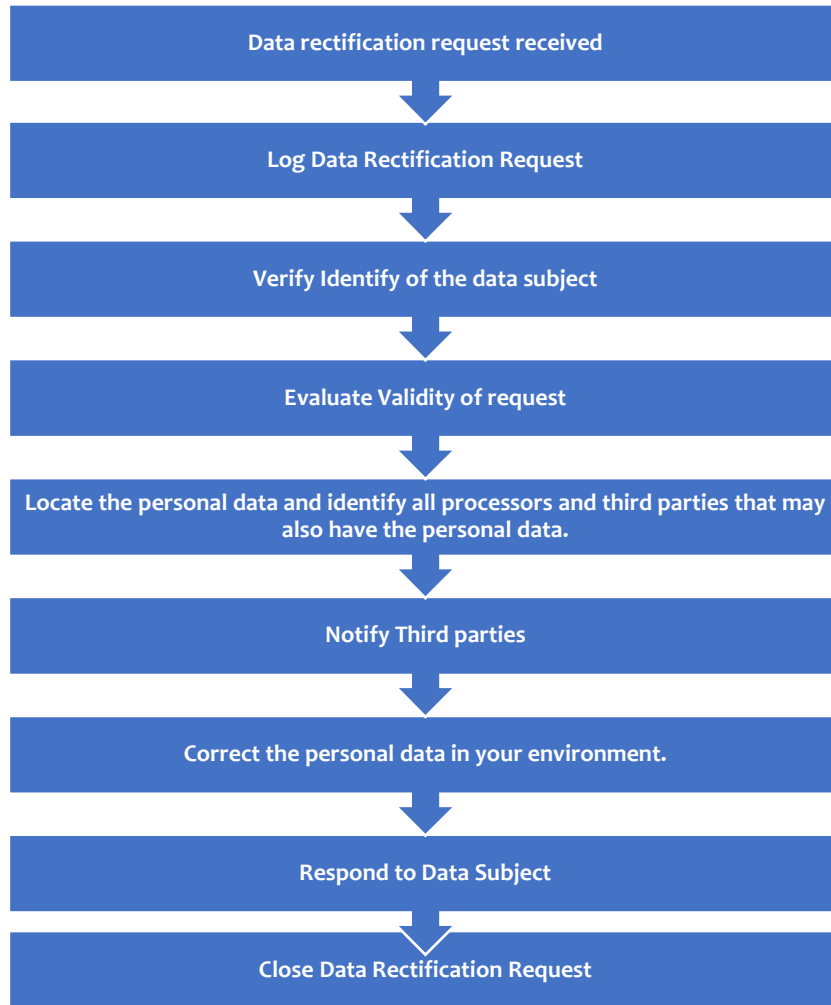 Data rectification request received
Log Data Rectification Request
Verify Identify of the data subject
Evaluate Validity of request
Locate the personal data and identify all processors and third parties that may
also have the personal data.
Notify Third parties
Correct the personal data in your environment.
Respond to Data Subject
Close Data Rectification Request